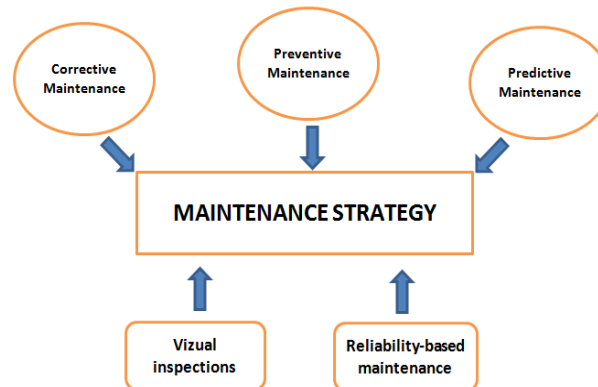 Corrective
Maintenance
Preventive
Maintenance
Predictive
Maintenance
MAINTENANCE STRATEGY
Vizual
inspections
Reliability-based
maintenance